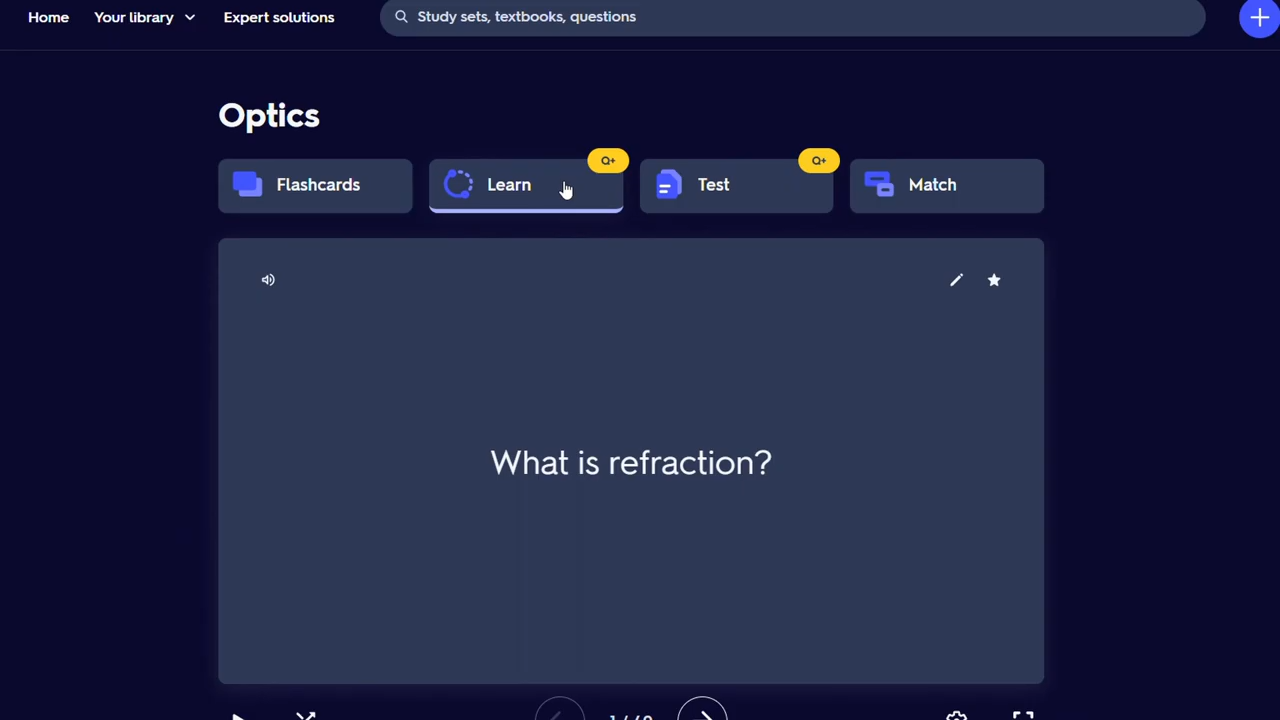 Home Your library Expert solutions Study sets, textbooks, questions
Optics
Q+ Q+
Flashcards Learn Test Match
What is refraction?